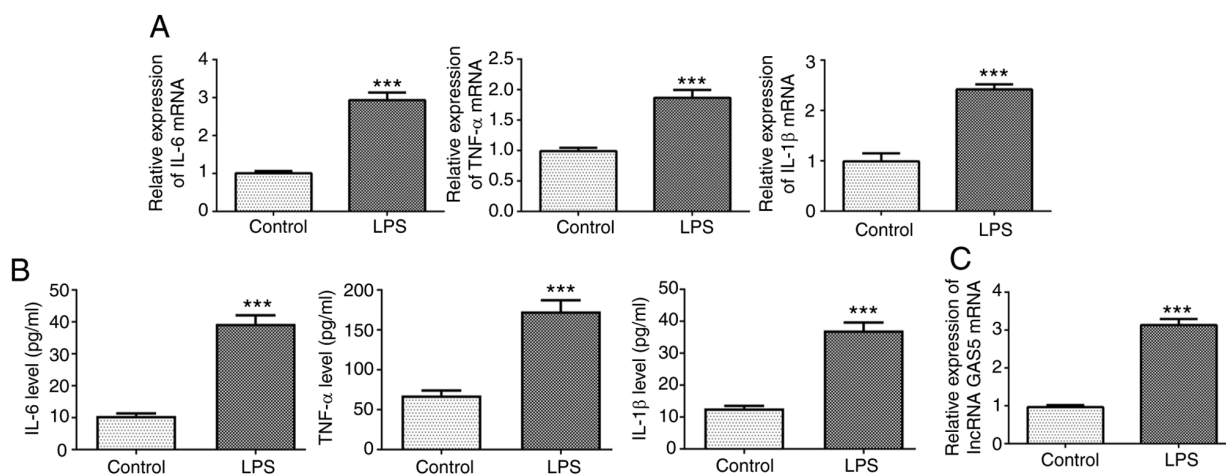 A
Relative expression
of IL-6 mRNA
4
3
2
1
0
***
Control
LPS
Relative expression
of TNF-α mRNA
2.5
2.0
1.5
1.0
0.5
0.0
***
Control
LPS
Relative expression
of IL-1β mRNA
3
2
1
0
***
Control
LPS
B
IL-6 level (pg/ml)
50
40
30
20
10
0
***
Control
LPS
TNF-α level (pg/ml)
200
150
100
50
0
***
Control
LPS
IL-1β level (pg/ml)
50
40
30
20
10
0
***
Control
LPS
C
Relative expression of
lncRNA GAS5 mRNA
4
3
2
1
0
***
Control
LPS